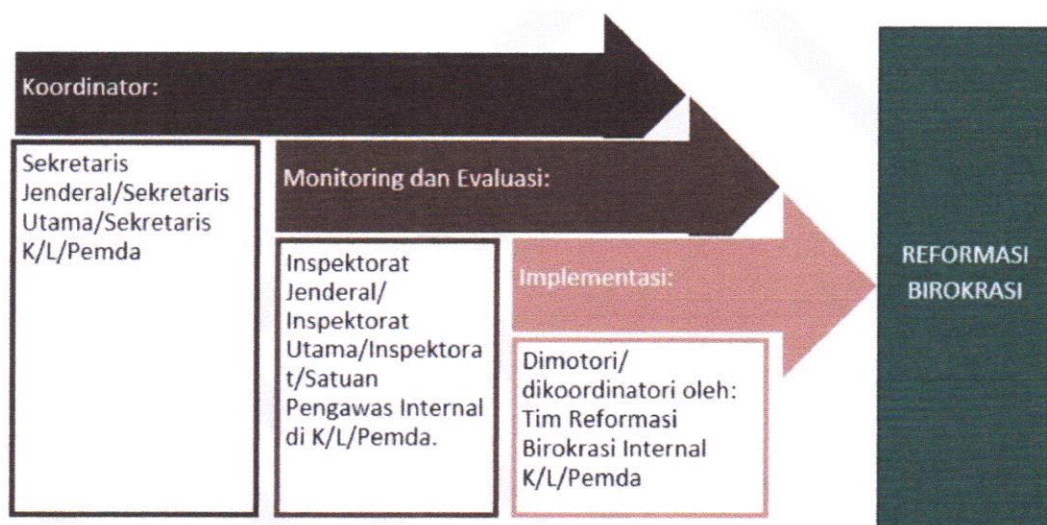 Koordinator:
Sekretaris
Jenderal/Sekretaris
Utama/Sekretaris
K/L/Pemda
Monitoring dan Evaluasi:
Inspektorat
Jenderal/
Inspektorat
Utama/Inspektora
t/Satuan
Pengawas Internal
di K/L/Pemda.
Implementasi:
Dimotori/
dikoordinatori oleh:
Tim Reformasi
Birokrasi Internal
K/L/Pemda
REFORMASI
BIROKRASI